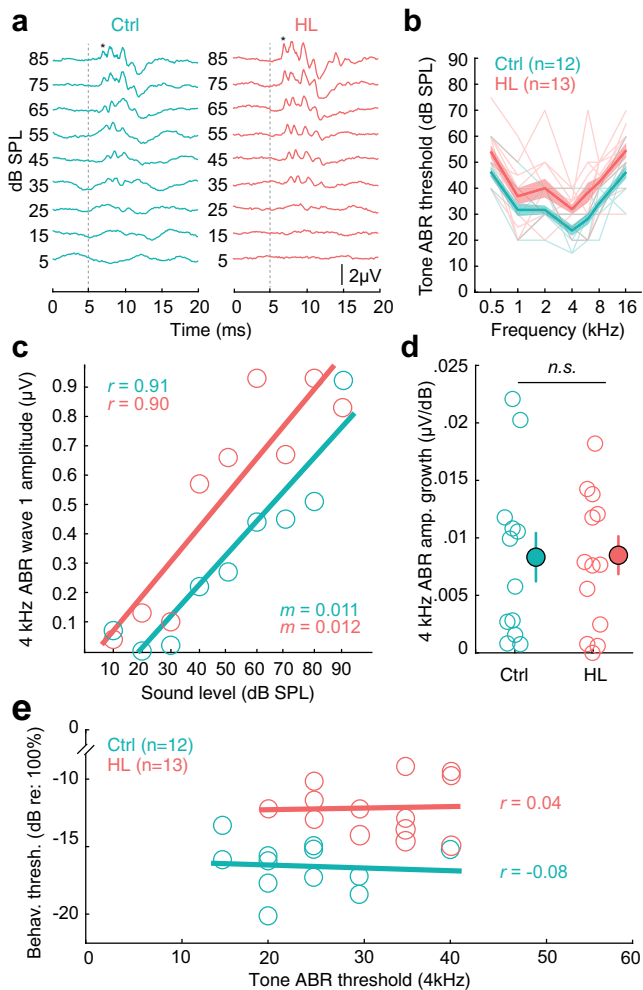 a
Ctrl
HL
dB SPL
*
85
75
65
55
45
35
25
15
5
0
5
10
15
20
*
85
75
65
55
45
35
25
15
5
2µV
0
5
10
15
20
Time (ms)
b
Ctrl (n=12)
HL (n=13)
Tone ABR threshold (dB SPL)
100
90
80
70
60
50
40
30
20
10
0
0.5
1
2
4
8
16
Frequency (kHz)
c
r = 0.91
r = 0.90
4 kHz ABR wave 1 amplitude (µV)
0.9
0.8
0.7
0.6
0.5
0.4
0.3
0.2
0.1
m = 0.011
m = 0.012
10 20 30 40 50 60 70 80 90
Sound level (dB SPL)
d
n.s.
4 kHz ABR amp. growth (µV/dB)
.025
.02
.015
.01
.005
0
Ctrl
HL
e
Ctrl (n=12)
HL (n=13)
Behav. thresh. (dB re: 100%)
0
-10
-15
-20
r = 0.04
r = -0.08
0
10
20
30
40
50
60
Tone ABR threshold (4kHz)